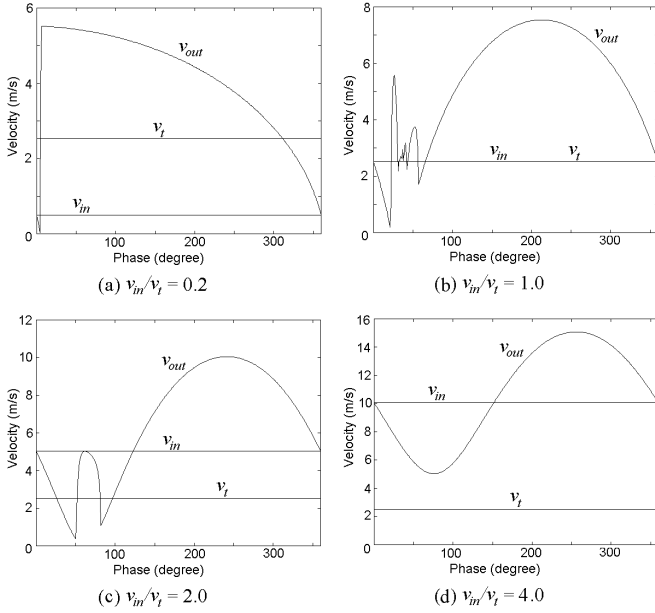 6
5
4
3
2
1
0
Velocity (m/s)
v_out
v_t
v_in
100 200 300
Phase (degree)
(a) v_in/v_t = 0.2
8
6
4
2
0
Velocity (m/s)
v_out
v_in v_t
100 200 300
Phase (degree)
(b) v_in/v_t = 1.0
12
10
8
6
4
2
0
Velocity (m/s)
v_out
v_in
v_t
100 200 300
Phase (degree)
(c) v_in/v_t = 2.0
16
14
12
10
8
6
4
2
0
Velocity (m/s)
v_out
v_in
v_t
100 200 300
Phase (degree)
(d) v_in/v_t = 4.0